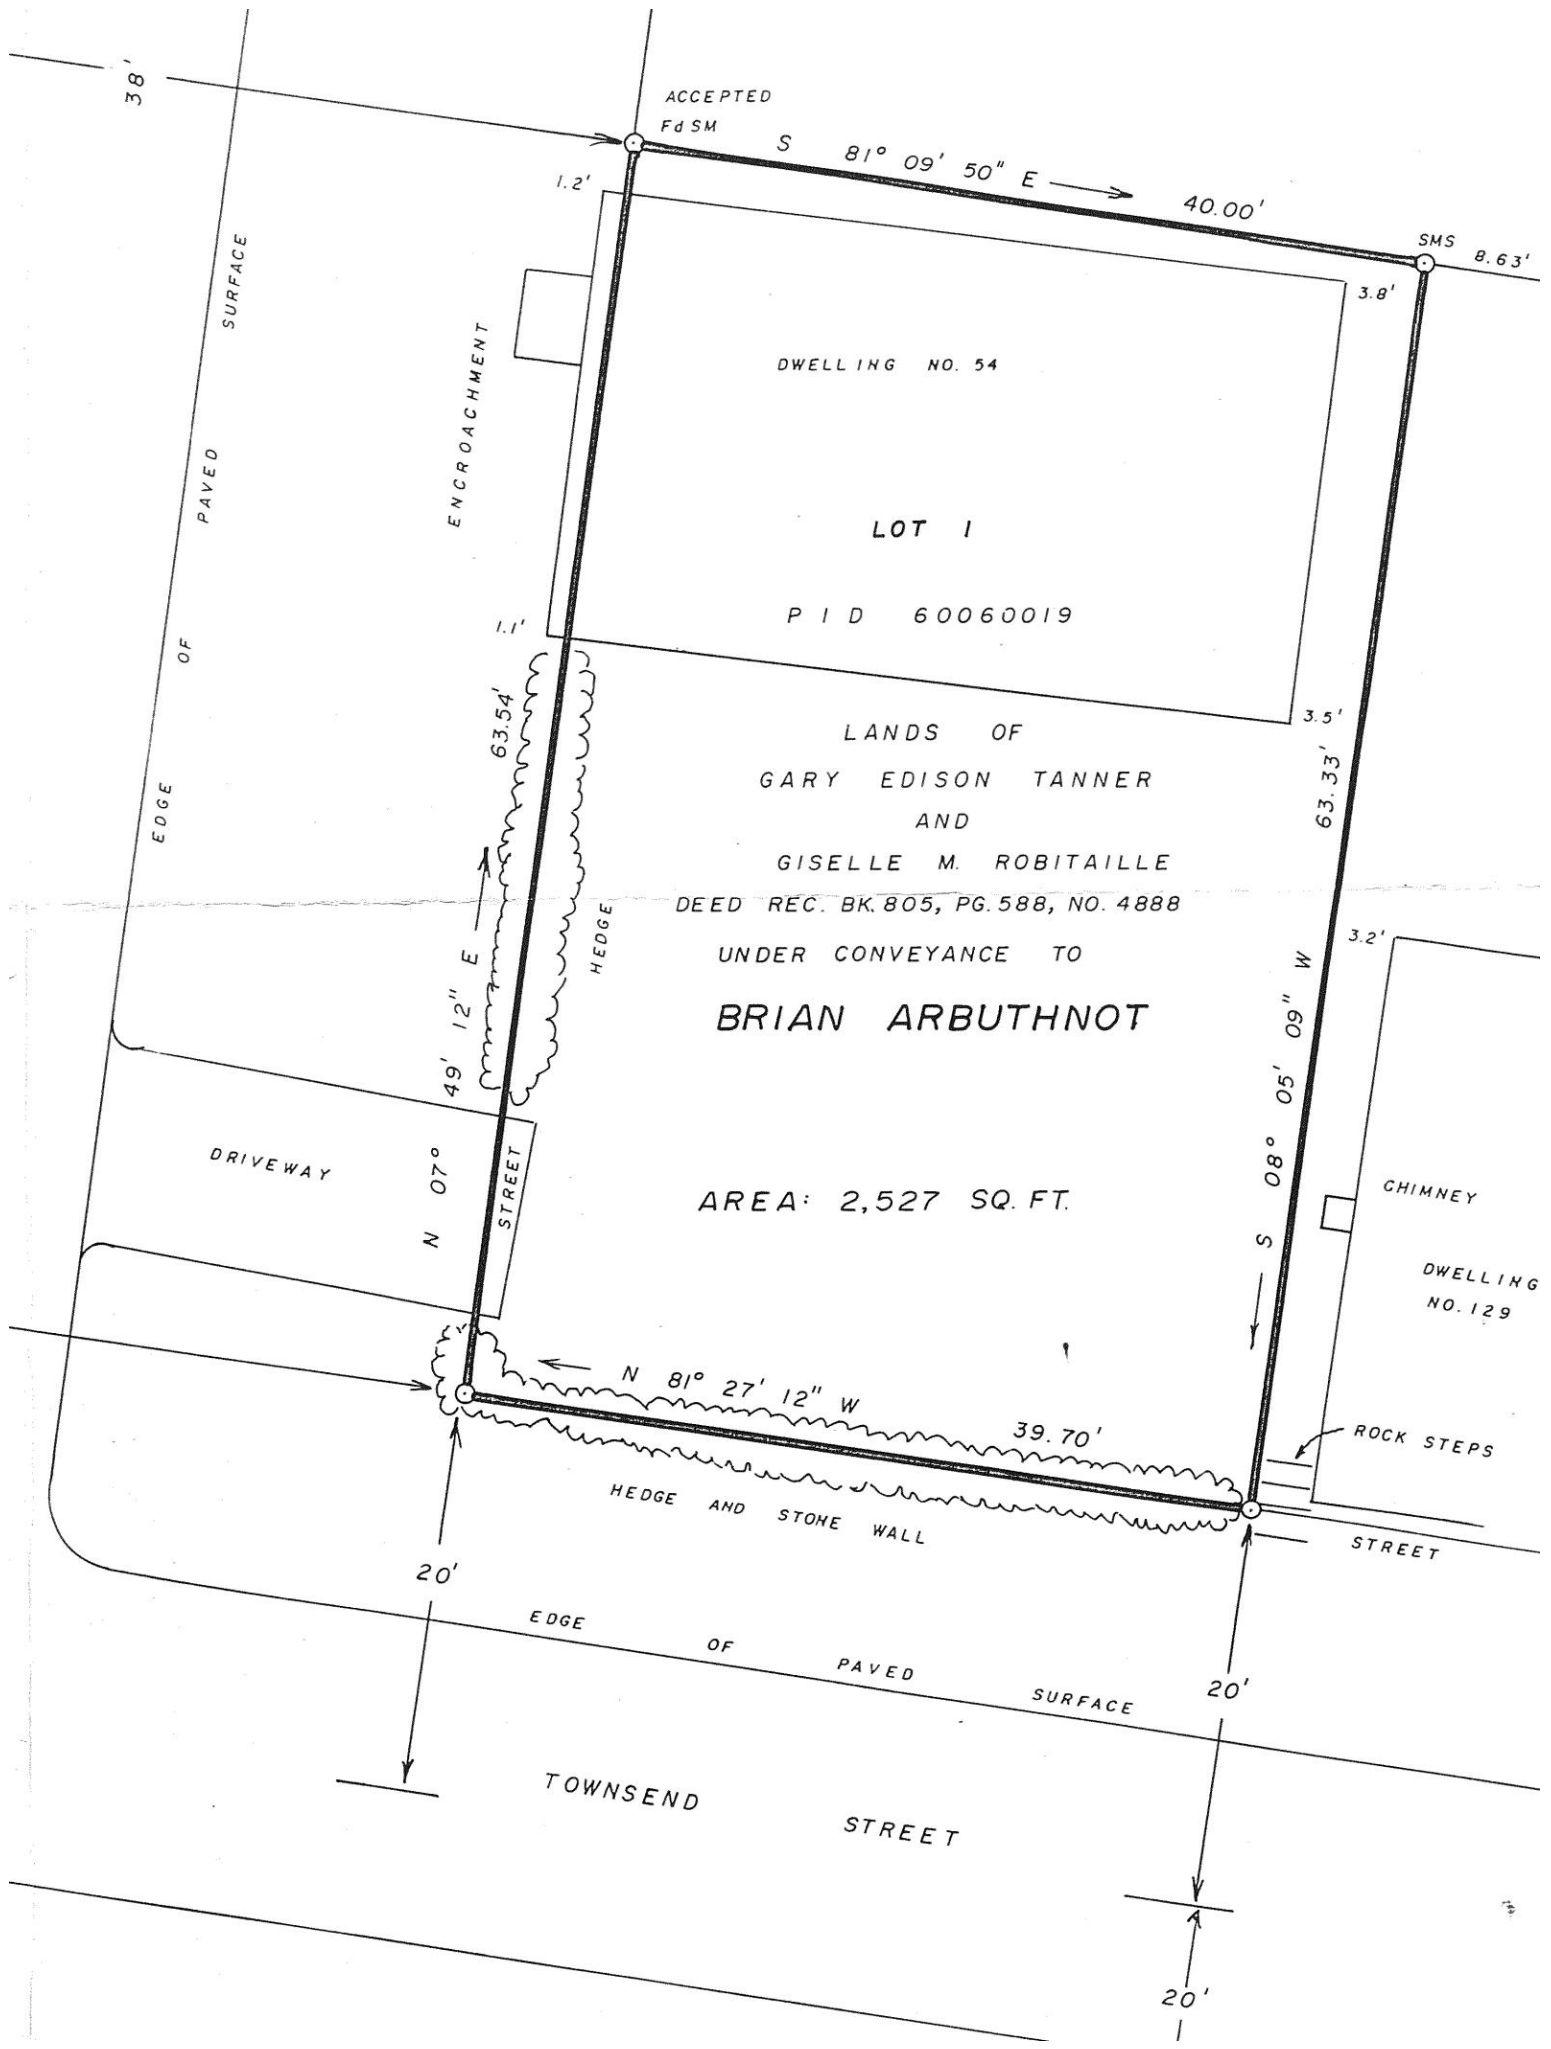 38'
ACCEPTED
Fd SM
S 81° 09' 50" E
40.00'
SMS
8.63'
1.2'
3.8'
DWELLING NO. 54
ENCROACHMENT
EDGE OF PAVED SURFACE
LOT 1
PID 60060019
1.1'
3.5'
63.54'
63.33'
LANDS OF
GARY EDISON TANNER
AND
GISELLE M. ROBITAILLE
DEED REC. BK. 805, PG. 588, NO. 4888
UNDER CONVEYANCE TO
BRIAN ARBUTHNOT
HEDGE
3.2'
N 07° 49' 12" E
S 08° 05' 09" W
DRIVEWAY
STREET
AREA: 2,527 SQ. FT.
CHIMNEY
DWELLING
NO. 129
N 81° 27' 12" W
39.70'
ROCK STEPS
HEDGE AND STONE WALL
STREET
20'
EDGE OF PAVED SURFACE
20'
TOWNSEND STREET
20'